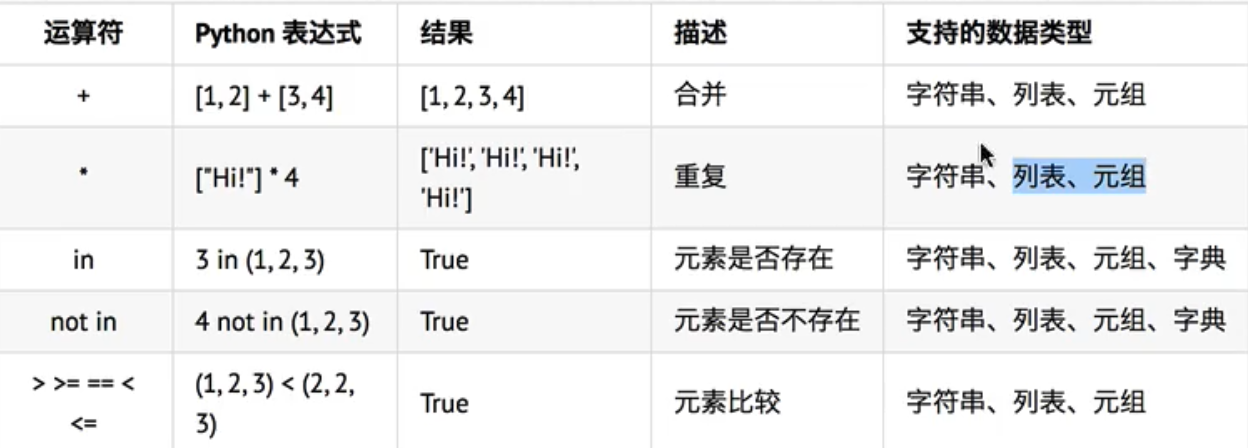 运算符 Python 表达式 结果 描述 支持的数据类型
+ [1, 2] + [3, 4] [1, 2, 3, 4] 合并 字符串、列表、元组
* ["Hi!"] * 4 ['Hi!', 'Hi!', 'Hi!', 'Hi!'] 重复 字符串、列表、元组
in 3 in (1, 2, 3) True 元素是否存在 字符串、列表、元组、字典
not in 4 not in (1, 2, 3) True 元素是否不存在 字符串、列表、元组、字典
> >= == < <= (1, 2, 3) < (2, 2, 3) True 元素比较 字符串、列表、元组